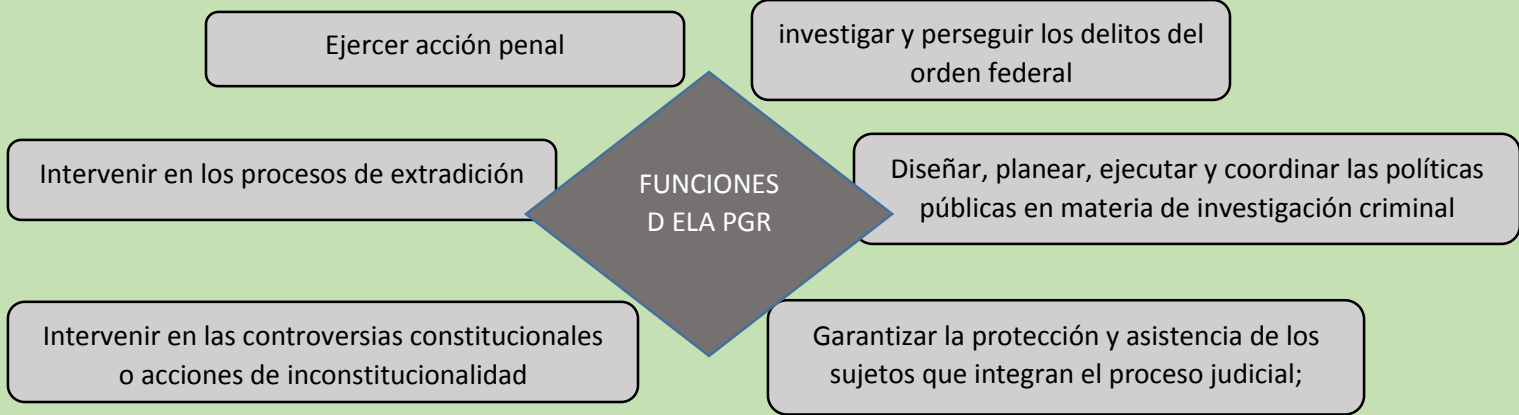 Ejercer acción penal
investigar y perseguir los delitos del
orden federal
Intervenir en los procesos de extradición
FUNCIONES
D ELA PGR
Diseñar, planear, ejecutar y coordinar las políticas
públicas en materia de investigación criminal
Intervenir en las controversias constitucionales
o acciones de inconstitucionalidad
Garantizar la protección y asistencia de los
sujetos que integran el proceso judicial;